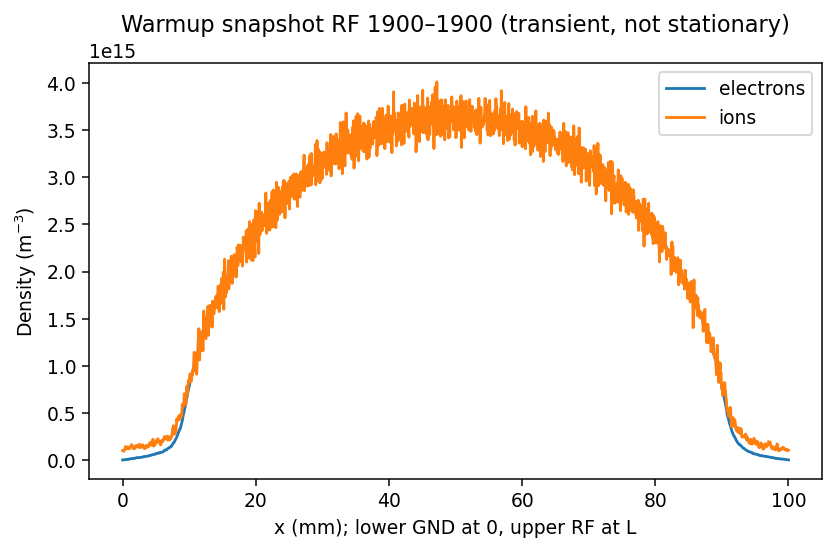 Warmup snapshot RF 1900–1900 (transient, not stationary)
1e15
electrons
ions
4.0
3.5
3.0
2.5
2.0
1.5
1.0
0.5
0.0
Density (m⁻³)
0 20 40 60 80 100
x (mm); lower GND at 0, upper RF at L